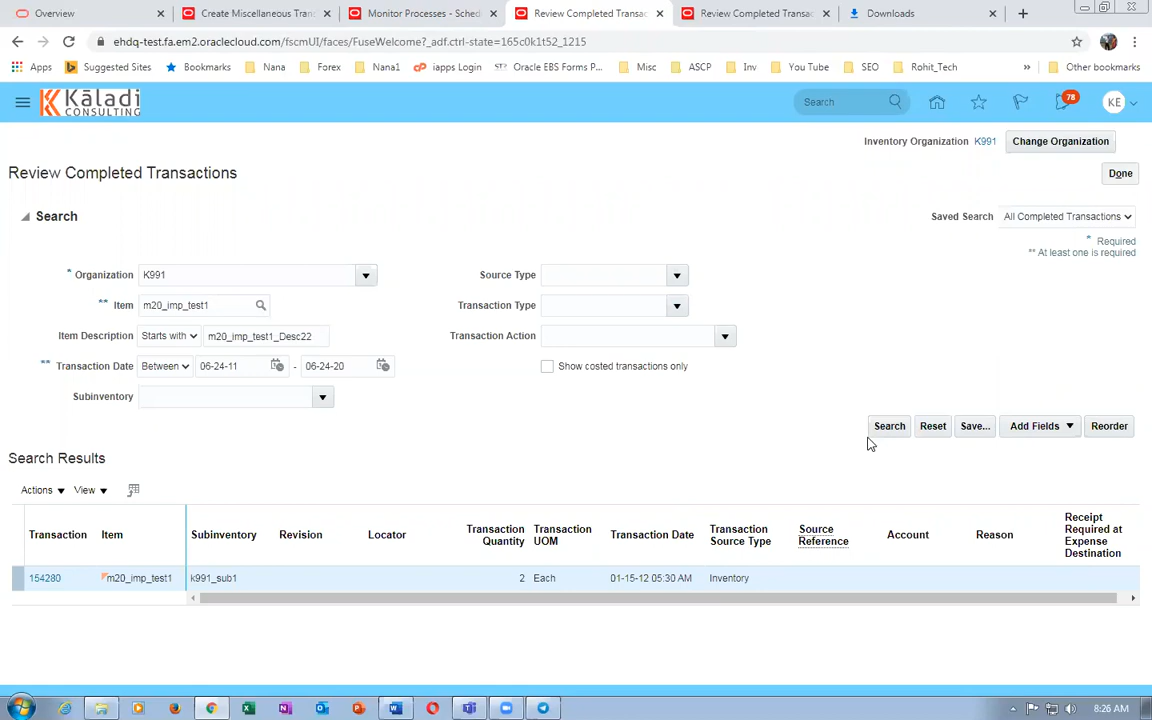 Overview
Create Miscellaneous Tran
Monitor Processes - Sched
Review Completed Transac
Review Completed Transac
Downloads
ehdq-test.fa.em2.oraclecloud.com/fscmUI/faces/FuseWelcome?_adf.ctrl-state=165c0k1t52_1215
Apps Suggested Sites Bookmarks Nana Forex Nana1 iapps Login Oracle EBS Forms P... Misc ASCP Inv You Tube SEO Rohit_Tech » Other bookmarks
Kāladi
CONSULTING
Search
78
KE
Inventory Organization K991 Change Organization
Review Completed Transactions
Done
Search
Saved Search All Completed Transactions
* Required
** At least one is required
* Organization K991
Source Type
** Item m20_imp_test1
Transaction Type
Item Description Starts with m20_imp_test1_Desc22
Transaction Action
** Transaction Date Between 06-24-11 - 06-24-20
Show costed transactions only
Subinventory
Search Reset Save... Add Fields Reorder
Search Results
Actions View
Transaction Item Subinventory Revision Locator Transaction Quantity Transaction UOM Transaction Date Transaction Source Type Source Reference Account Reason Receipt Required at Expense Destination
154280 m20_imp_test1 k991_sub1 2 Each 01-15-12 05:30 AM Inventory
8:26 AM